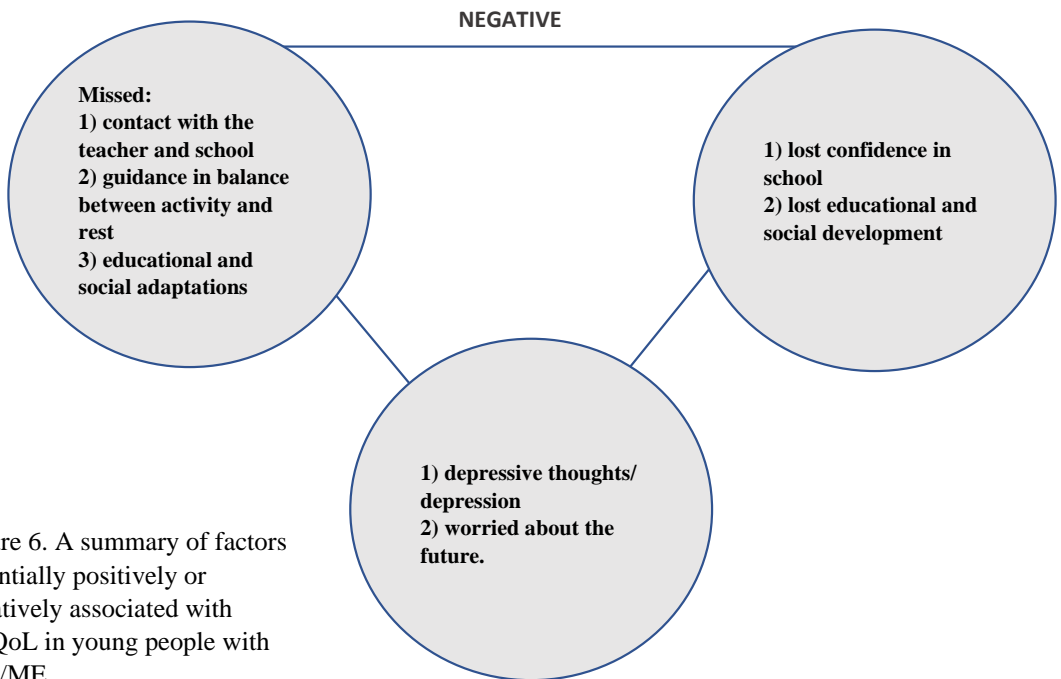 NEGATIVE
Missed:
1) contact with the
teacher and school
2) guidance in balance
between activity and
rest
3) educational and
social adaptations
1) lost confidence in
school
2) lost educational and
social development
1) depressive thoughts/
depression
2) worried about the
future.
re 6. A summary of factors
ntially positively or
atively associated with
QoL in young people with
/ME